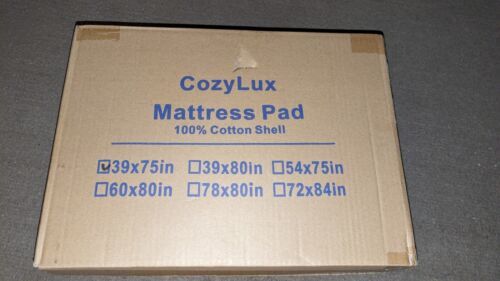 CozyLux
Mattress Pad
100% Cotton Shell
☑39x75in ☐39x80in ☐54x75in
☐60x80in ☐78x80in ☐72x84in